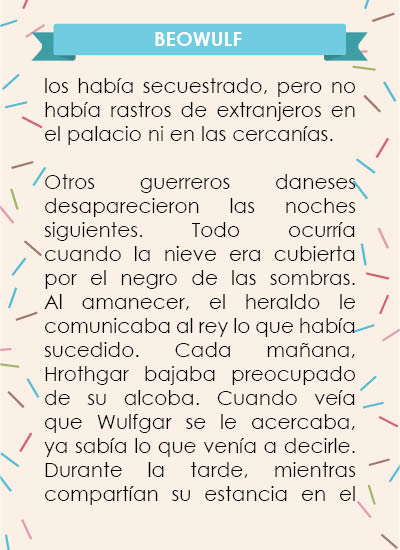 BEOWULF
los había secuestrado, pero no
había rastros de extranjeros en
el palacio ni en las cercanías.
Otros guerreros daneses
desaparecieron las noches
siguientes. Todo ocurría
cuando la nieve era cubierta
por el negro de las sombras.
Al amanecer, el heraldo le
comunicaba al rey lo que había
sucedido. Cada mañana,
Hrothgar bajaba preocupado
de su alcoba. Cuando veía
que Wulfgar se le acercaba,
ya sabía lo que venía a decirle.
Durante la tarde, mientras
compartían su estancia en el